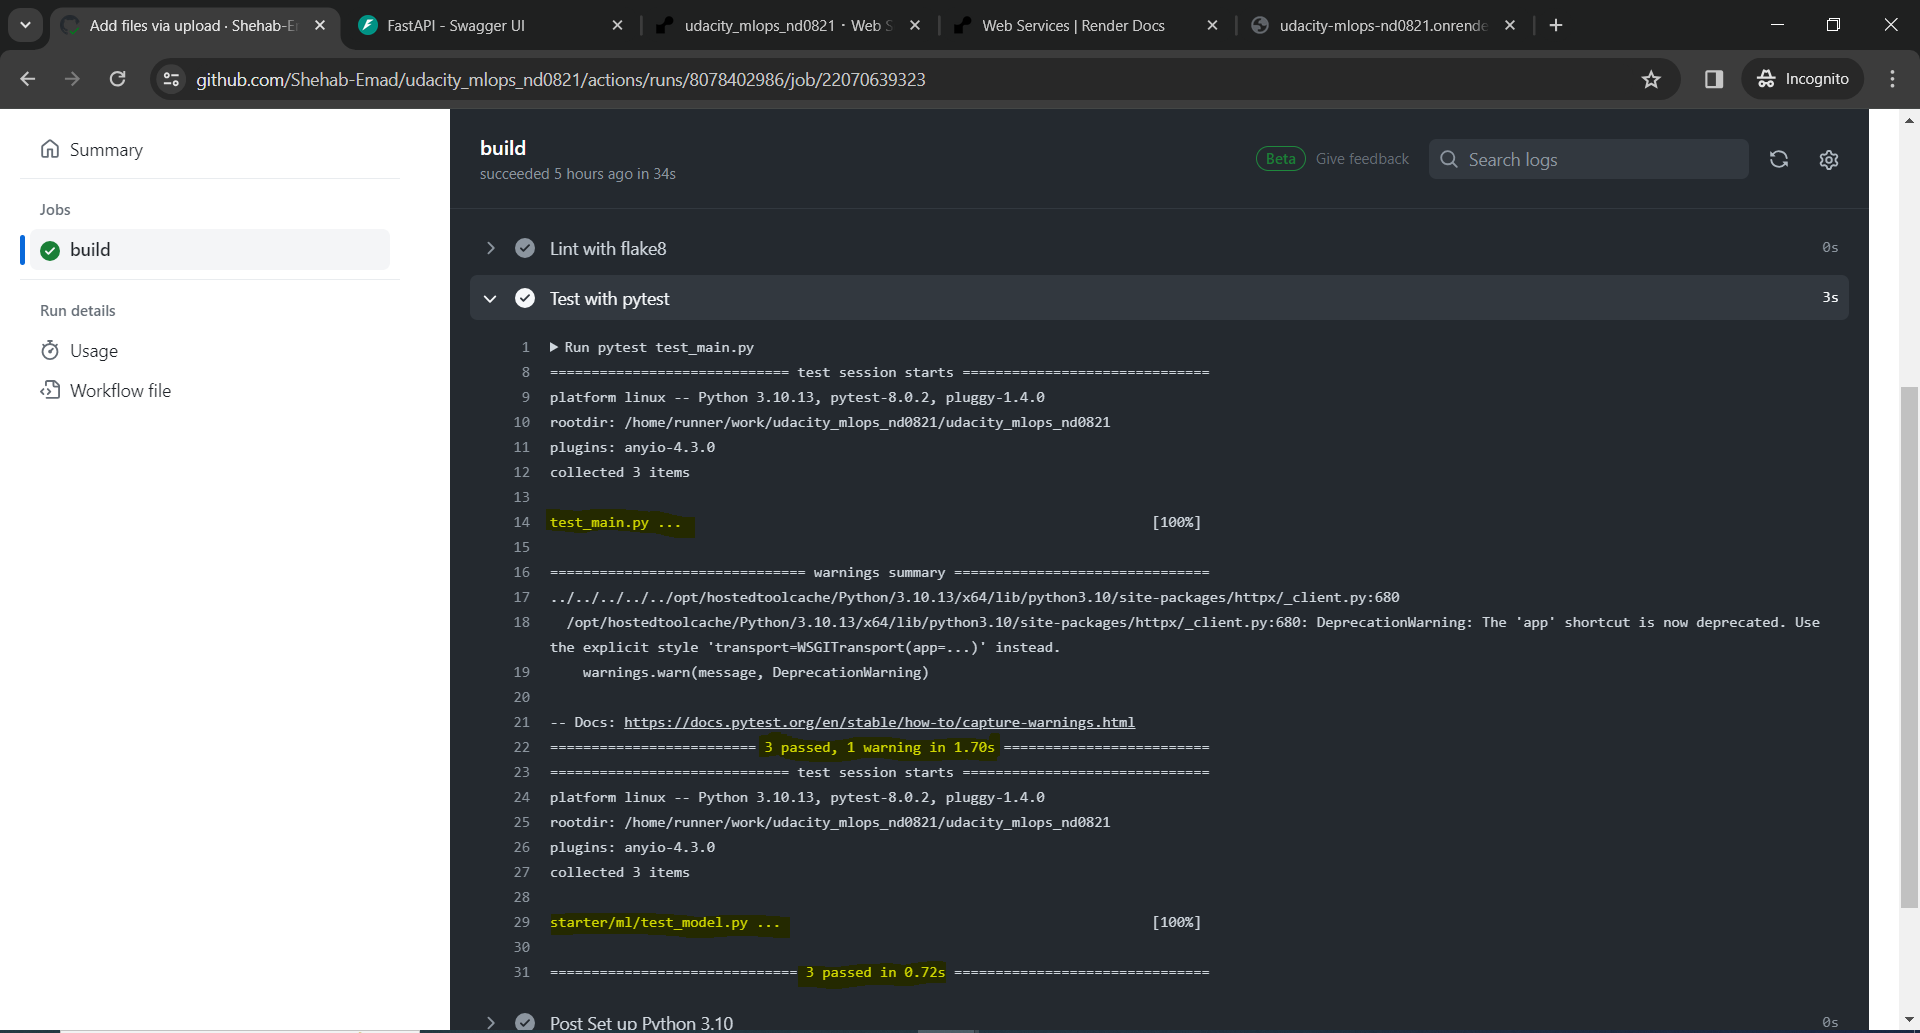 Add files via upload · Shehab-E
FastAPI - Swagger UI
udacity_mlops_nd0821 · Web S
Web Services | Render Docs
udacity-mlops-nd0821.onrende
github.com/Shehab-Emad/udacity_mlops_nd0821/actions/runs/8078402986/job/22070639323
Incognito
Summary
Jobs
build
Run details
Usage
Workflow file
build
succeeded 5 hours ago in 34s
Beta
Give feedback
Search logs
Lint with flake8 0s
Test with pytest 3s
1 Run pytest test_main.py
8 ============================= test session starts ==============================
9 platform linux -- Python 3.10.13, pytest-8.0.2, pluggy-1.4.0
10 rootdir: /home/runner/work/udacity_mlops_nd0821/udacity_mlops_nd0821
11 plugins: anyio-4.3.0
12 collected 3 items
13
14 test_main.py ... [100%]
15
16 =============================== warnings summary ===============================
17 ../../../../../opt/hostedtoolcache/Python/3.10.13/x64/lib/python3.10/site-packages/httpx/_client.py:680
18 /opt/hostedtoolcache/Python/3.10.13/x64/lib/python3.10/site-packages/httpx/_client.py:680: DeprecationWarning: The 'app' shortcut is now deprecated. Use
the explicit style 'transport=WSGITransport(app=...)' instead.
19 warnings.warn(message, DeprecationWarning)
20
21 -- Docs: https://docs.pytest.org/en/stable/how-to/capture-warnings.html
22 ========================= 3 passed, 1 warning in 1.70s =========================
23 ============================= test session starts ==============================
24 platform linux -- Python 3.10.13, pytest-8.0.2, pluggy-1.4.0
25 rootdir: /home/runner/work/udacity_mlops_nd0821/udacity_mlops_nd0821
26 plugins: anyio-4.3.0
27 collected 3 items
28
29 starter/ml/test_model.py ... [100%]
30
31 ============================== 3 passed in 0.72s ===============================
Post Set up Python 3.10 0s